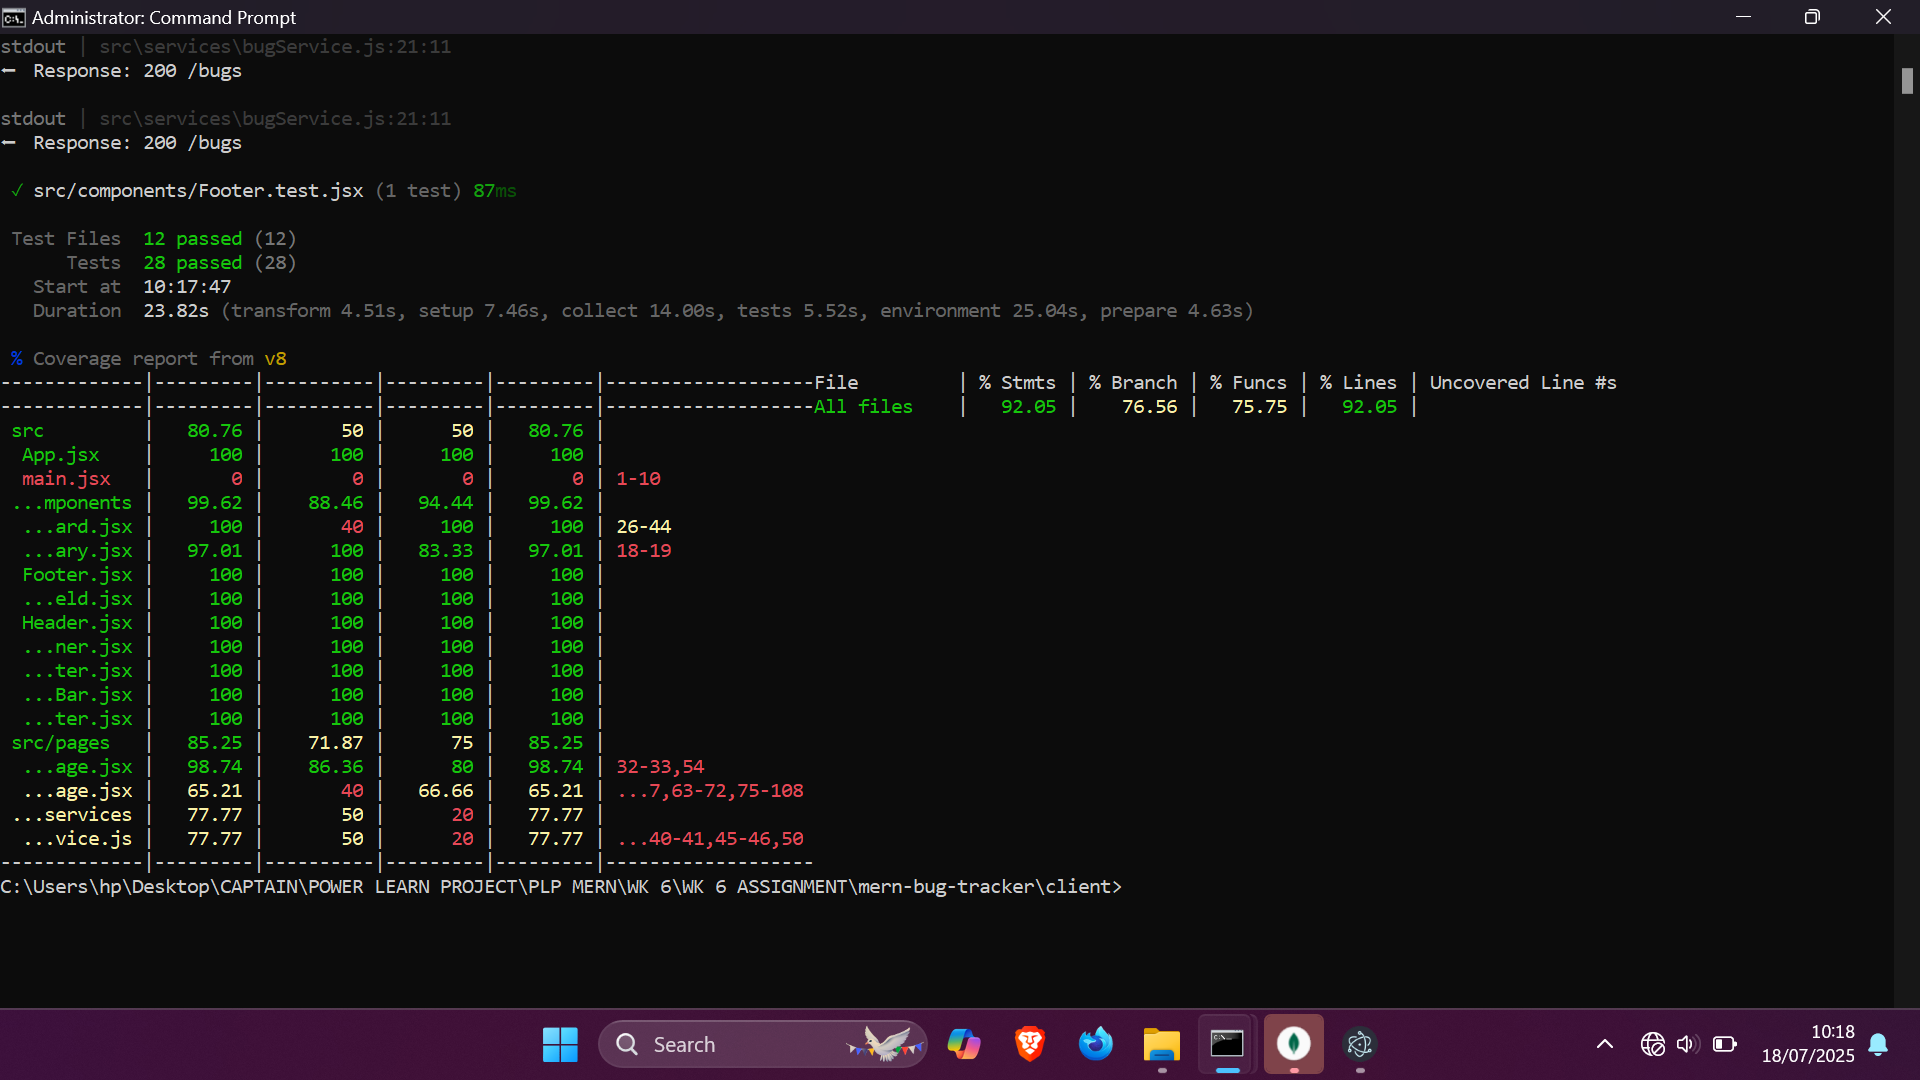 Administrator: Command Prompt
stdout | src\services\bugService.js:21:11
← Response: 200 /bugs
stdout | src\services\bugService.js:21:11
← Response: 200 /bugs
✓ src/components/Footer.test.jsx (1 test) 87ms
Test Files 12 passed (12)
Tests 28 passed (28)
Start at 10:17:47
Duration 23.82s (transform 4.51s, setup 7.46s, collect 14.00s, tests 5.52s, environment 25.04s, prepare 4.63s)
% Coverage report from v8
-------------|---------|----------|---------|---------|-------------------File | % Stmts | % Branch | % Funcs | % Lines | Uncovered Line #s
-------------|---------|----------|---------|---------|-------------------All files | 92.05 | 76.56 | 75.75 | 92.05 |
src | 80.76 | 50 | 50 | 80.76 |
App.jsx | 100 | 100 | 100 | 100 |
main.jsx | 0 | 0 | 0 | 0 | 1-10
...mponents | 99.62 | 88.46 | 94.44 | 99.62 |
...ard.jsx | 100 | 40 | 100 | 100 | 26-44
...ary.jsx | 97.01 | 100 | 83.33 | 97.01 | 18-19
Footer.jsx | 100 | 100 | 100 | 100 |
...eld.jsx | 100 | 100 | 100 | 100 |
Header.jsx | 100 | 100 | 100 | 100 |
...ner.jsx | 100 | 100 | 100 | 100 |
...ter.jsx | 100 | 100 | 100 | 100 |
...Bar.jsx | 100 | 100 | 100 | 100 |
...ter.jsx | 100 | 100 | 100 | 100 |
src/pages | 85.25 | 71.87 | 75 | 85.25 |
...age.jsx | 98.74 | 86.36 | 80 | 98.74 | 32-33,54
...age.jsx | 65.21 | 40 | 66.66 | 65.21 | ...7,63-72,75-108
...services | 77.77 | 50 | 20 | 77.77 |
...vice.js | 77.77 | 50 | 20 | 77.77 | ...40-41,45-46,50
-------------|---------|----------|---------|---------|-------------------
C:\Users\hp\Desktop\CAPTAIN\POWER LEARN PROJECT\PLP MERN\WK 6\WK 6 ASSIGNMENT\mern-bug-tracker\client>
Search
10:18
18/07/2025